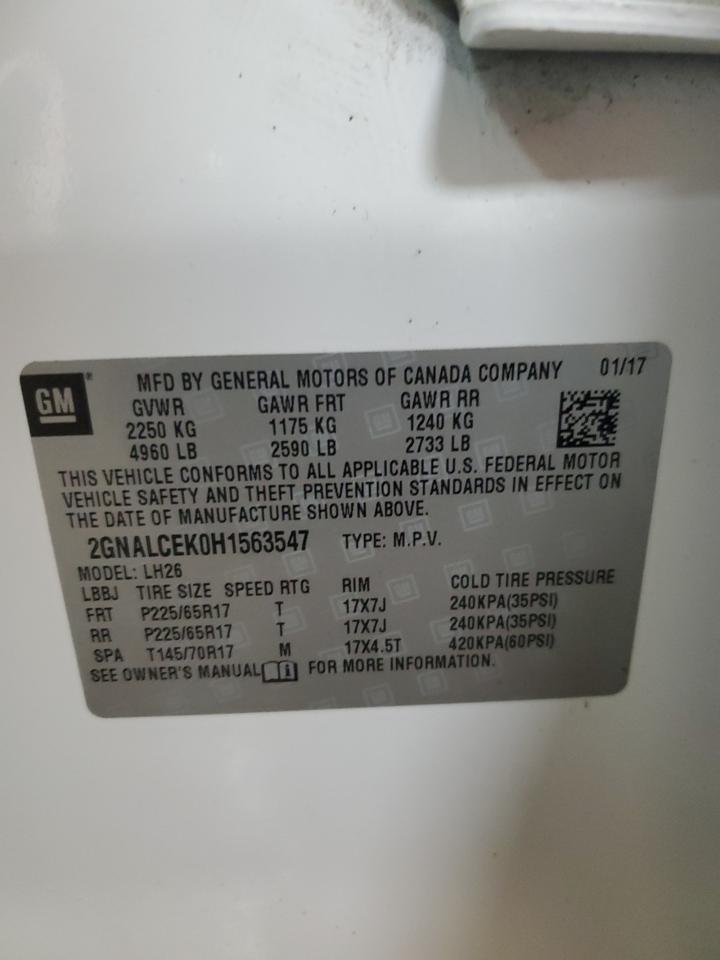 GM®
MFD BY GENERAL MOTORS OF CANADA COMPANY 01/17
GVWR GAWR FRT GAWR RR
2250 KG 1175 KG 1240 KG
4960 LB 2590 LB 2733 LB
THIS VEHICLE CONFORMS TO ALL APPLICABLE U.S. FEDERAL MOTOR
VEHICLE SAFETY AND THEFT PREVENTION STANDARDS IN EFFECT ON
THE DATE OF MANUFACTURE SHOWN ABOVE.
2GNALCEK0H1563547 TYPE: M.P.V.
MODEL: LH26
LBBJ TIRE SIZE SPEED RTG RIM COLD TIRE PRESSURE
FRT P225/65R17 T 17X7J 240KPA(35PSI)
RR P225/65R17 T 17X7J 240KPA(35PSI)
SPA T145/70R17 M 17X4.5T 420KPA(60PSI)
SEE OWNER'S MANUAL i FOR MORE INFORMATION.